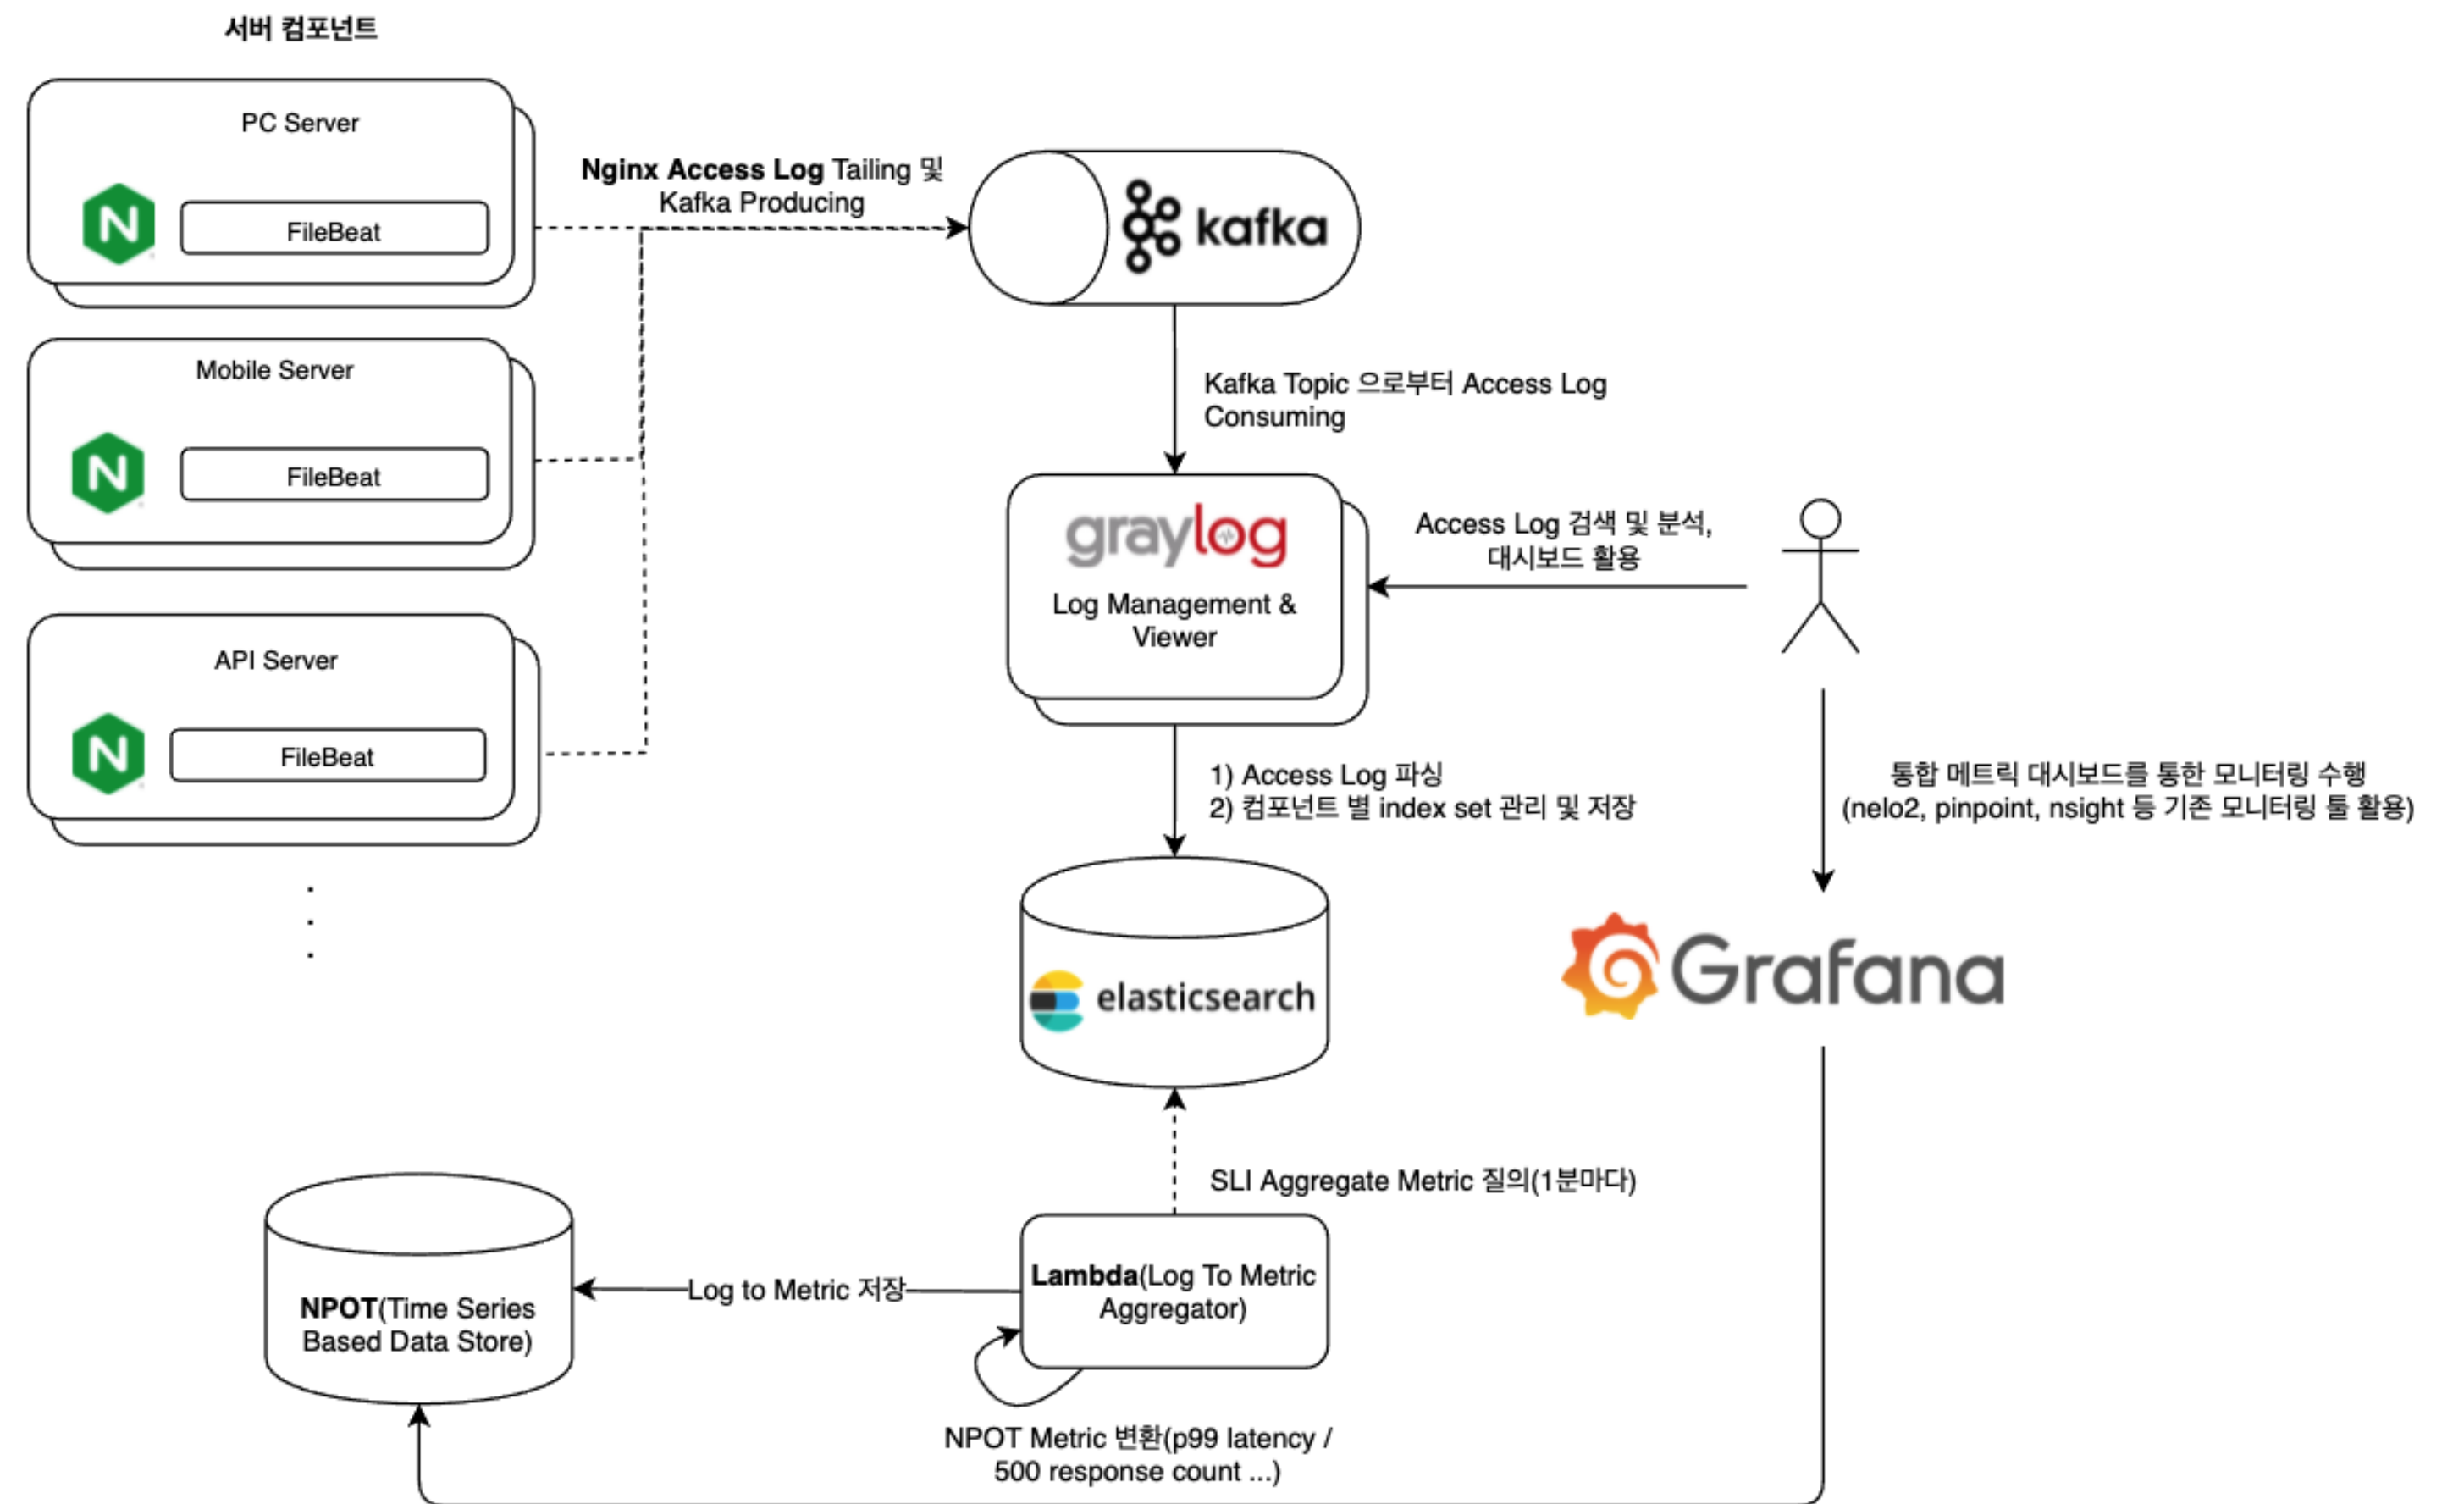 서버 컴포넌트
PC Server
FileBeat
Nginx Access Log Tailing 및
Kafka Producing
kafka
Mobile Server
FileBeat
Kafka Topic 으로부터 Access Log
Consuming
API Server
FileBeat
graylog
Log Management &
Viewer
Access Log 검색 및 분석,
대시보드 활용
1) Access Log 파싱
2) 컴포넌트 별 index set 관리 및 저장
통합 메트릭 대시보드를 통한 모니터링 수행
(nelo2, pinpoint, nsight 등 기존 모니터링 툴 활용)
elasticsearch
Grafana
SLI Aggregate Metric 질의(1분마다)
Lambda(Log To Metric
Aggregator)
Log to Metric 저장
NPOT(Time Series
Based Data Store)
NPOT Metric 변환(p99 latency /
500 response count ...)